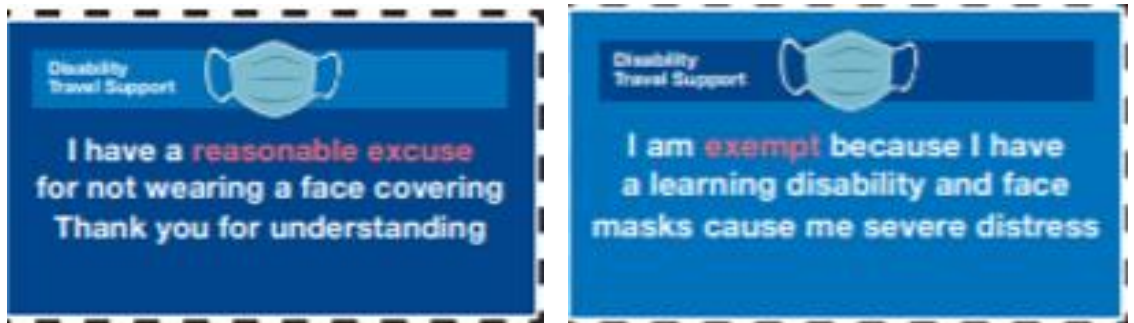 Disability
Travel Support
I have a reasonable excuse
for not wearing a face covering
Thank you for understanding
Disability
Travel Support
I am exempt because I have
a learning disability and face
masks cause me severe distress